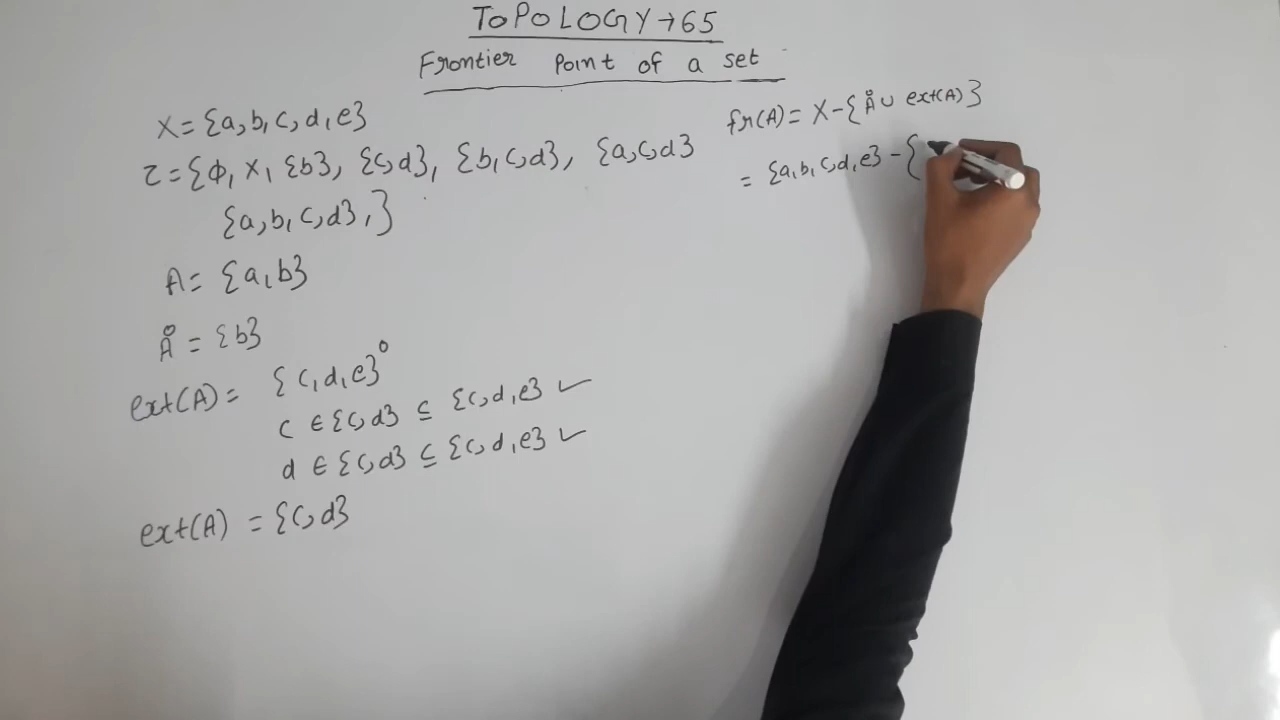 TOPOLOGY→65
Frontier Point of a set
X={a,b,c,d,e}
τ={ϕ, X, {b}, {c,d}, {b,c,d}, {a,c,d}
{a,b,c,d},}
A= {a,b}
Å = {b}
ext(A)= {c,d,e}°
c ∈ {c,d} ⊆ {c,d,e} ✓
d ∈ {c,d} ⊆ {c,d,e} ✓
ext(A) = {c,d}
fr(A)= X-{Å∪ ext(A)}
= {a,b,c,d,e} - {